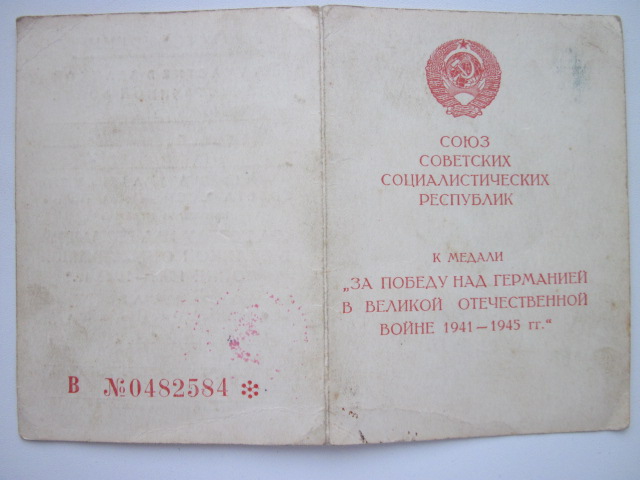 В №0482584
СОЮЗ
СОВЕТСКИХ
СОЦИАЛИСТИЧЕСКИХ
РЕСПУБЛИК
К МЕДАЛИ
„ЗА ПОБЕДУ НАД ГЕРМАНИЕЙ
В ВЕЛИКОЙ ОТЕЧЕСТВЕННОЙ
ВОЙНЕ 1941—1945 гг.“